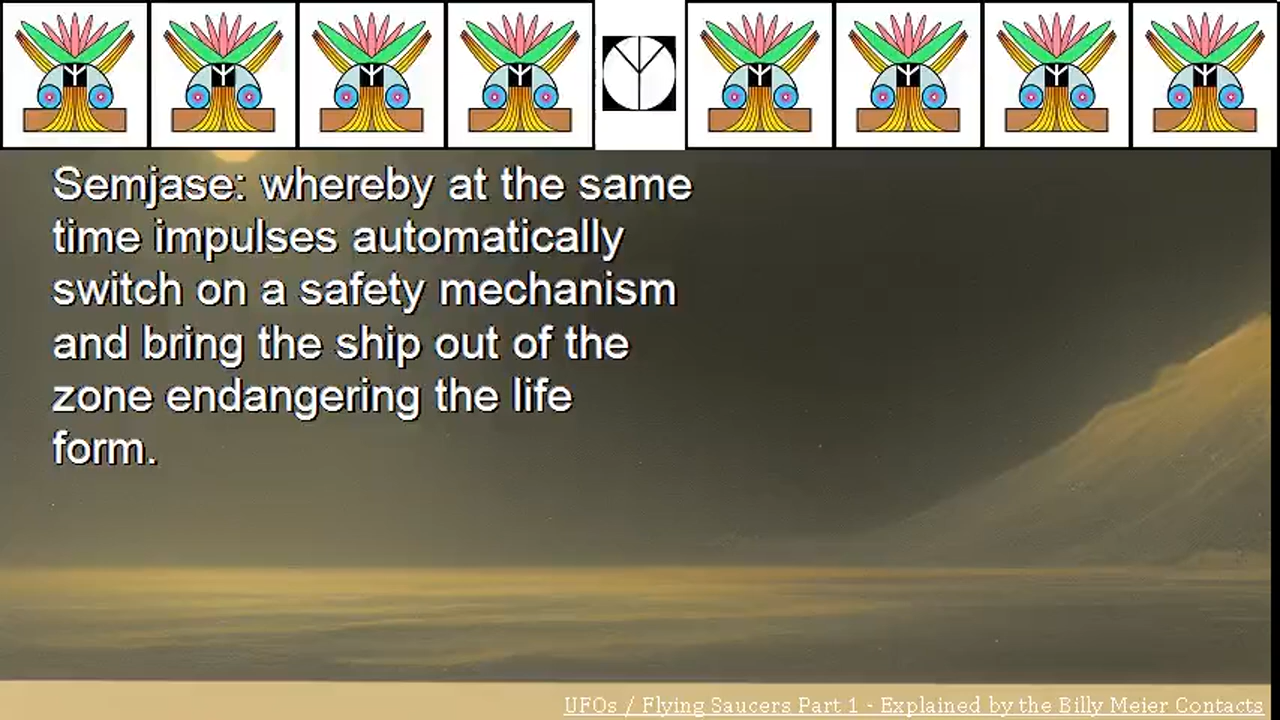 Semjase: whereby at the same
time impulses automatically
switch on a safety mechanism
and bring the ship out of the
zone endangering the life
form.
UFOs / Flying Saucers Part 1 - Explained by the Billy Meier Contacts